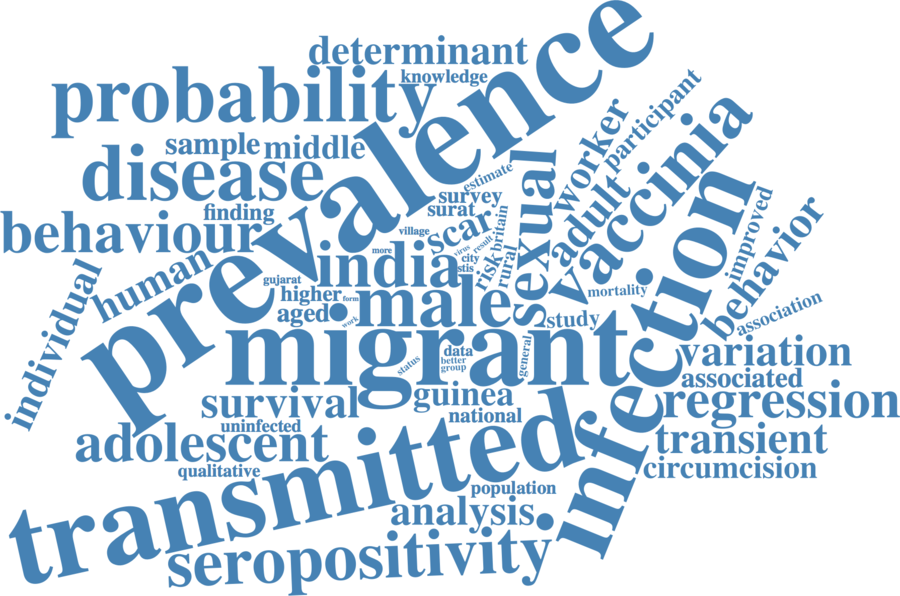 determinant
knowledge
probability
prevalence
participant
worker
sample
middle
disease
estimate
sexual
adult
vaccinia
survey
surat
finding
behaviour
village
scar
britain
result
virus
city
stis
risk
rural
more
india
human
gujarat
higher
form
male
aged
work
improved
behavior
mortality
association
study
individual
migrant
infection
general
data
better
group
status
variation
associated
survival
guinea
regression
national
uninfected
adolescent
transient
qualitative
circumcision
transmitted
population
analysis
seropositivity